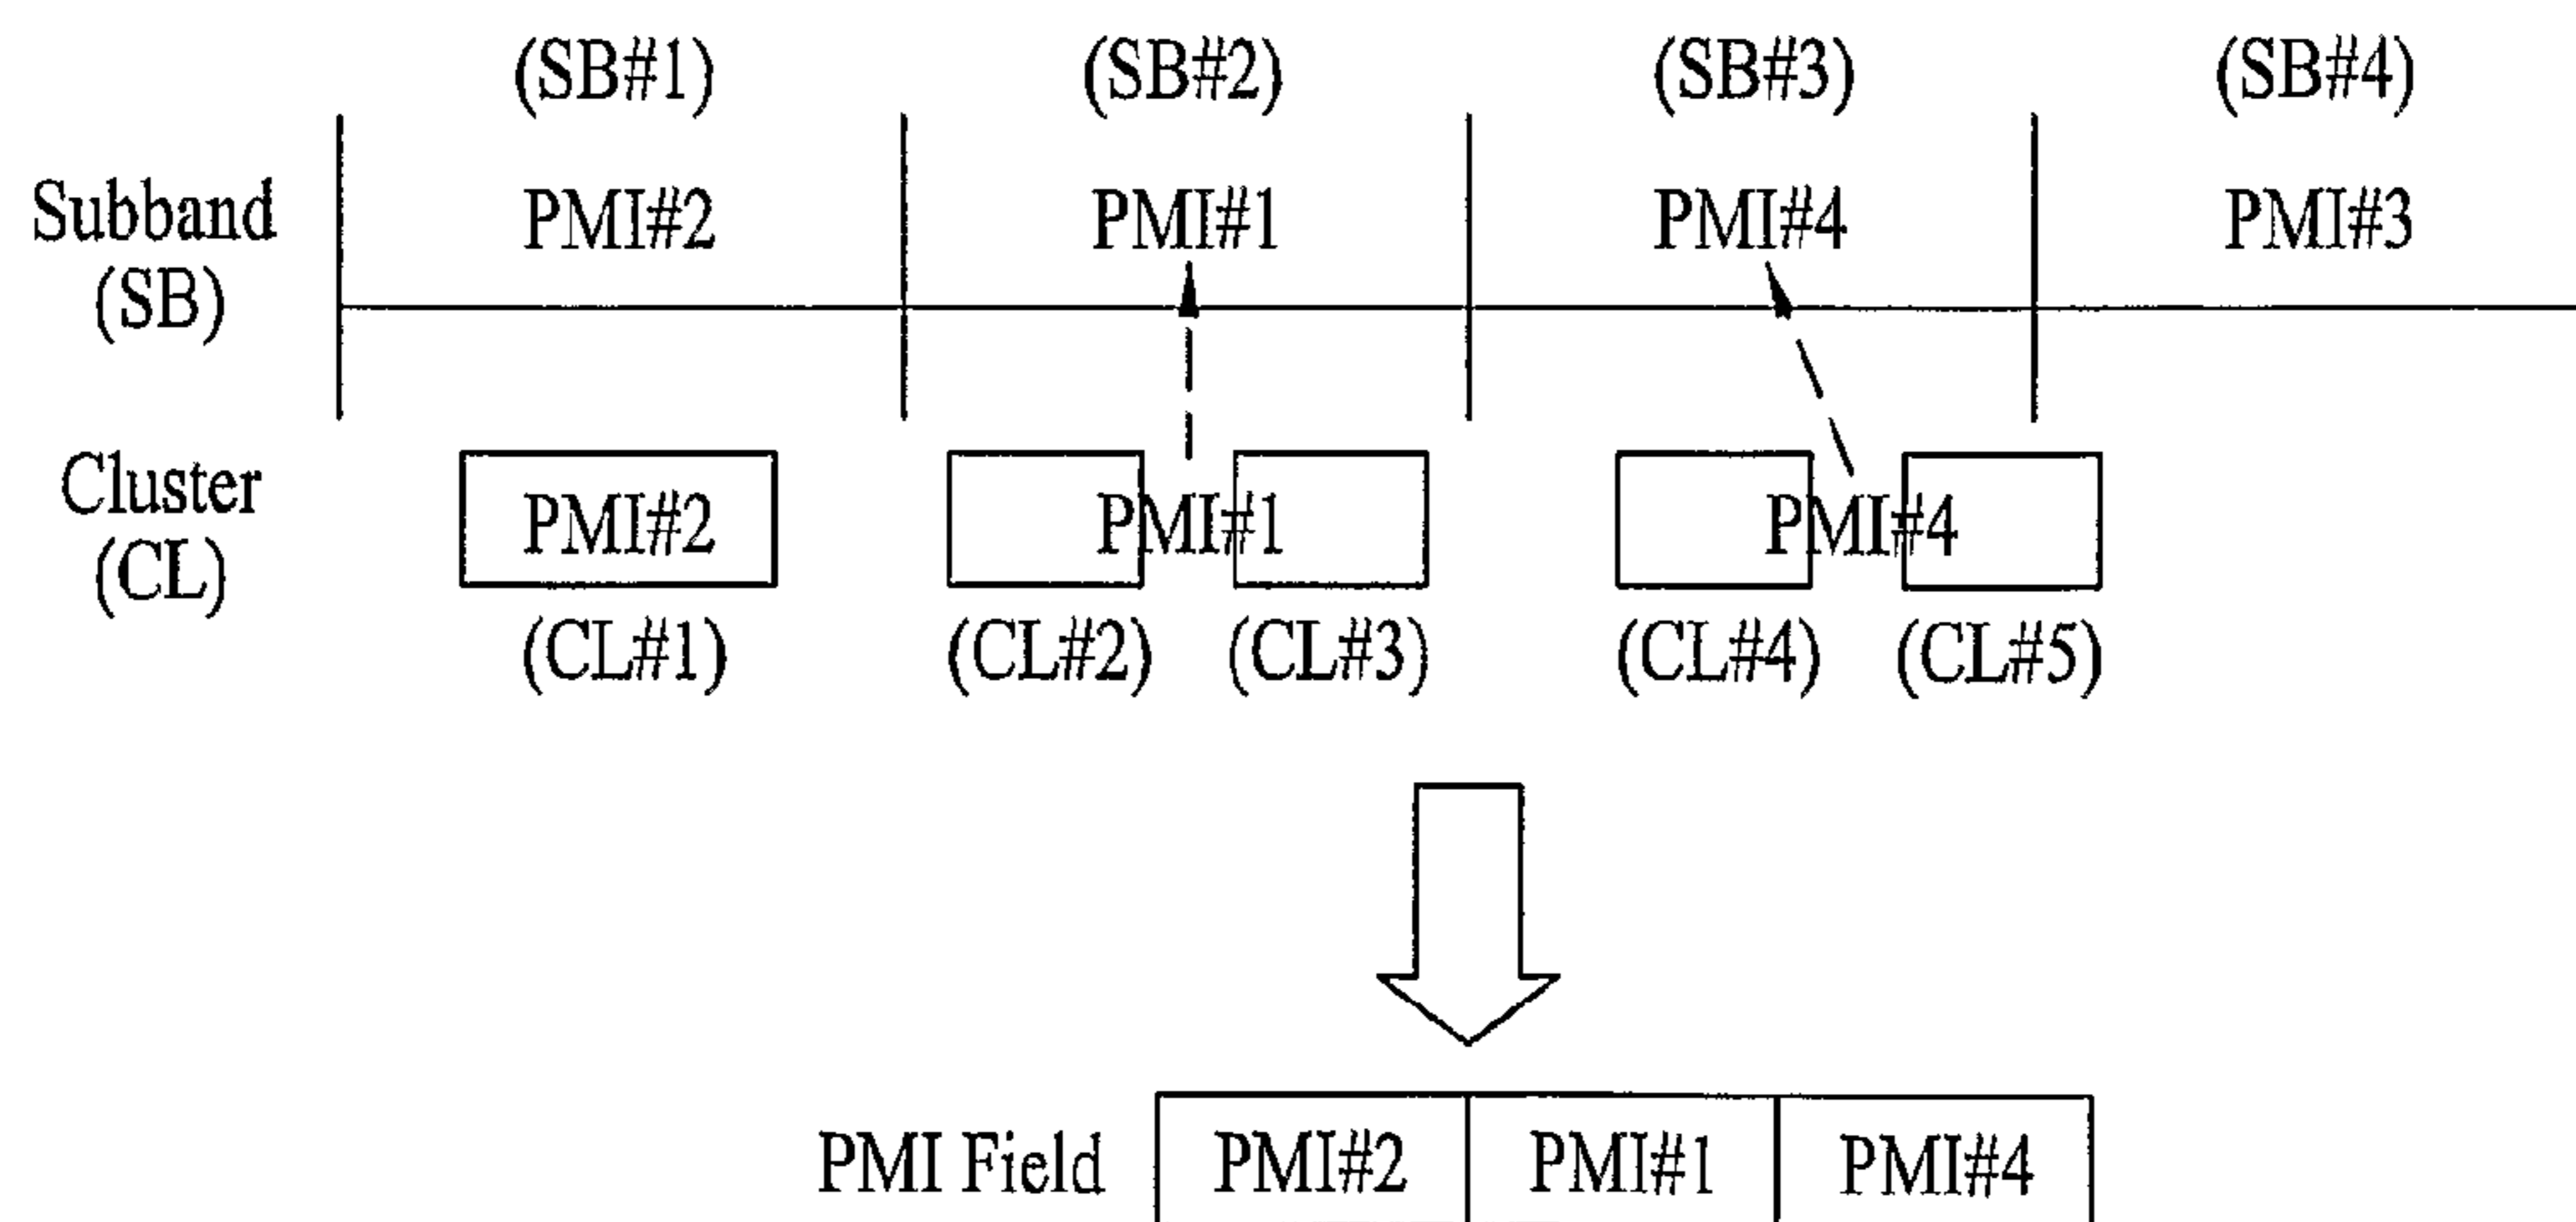 (SB#1) (SB#2) (SB#3) (SB#4)
Subband
(SB)
PMI#2 PMI#1 PMI#4 PMI#3
Cluster
(CL)
PMI#2 PMI#1 PMI#4
(CL#1) (CL#2) (CL#3) (CL#4) (CL#5)
PMI Field PMI#2 PMI#1 PMI#4